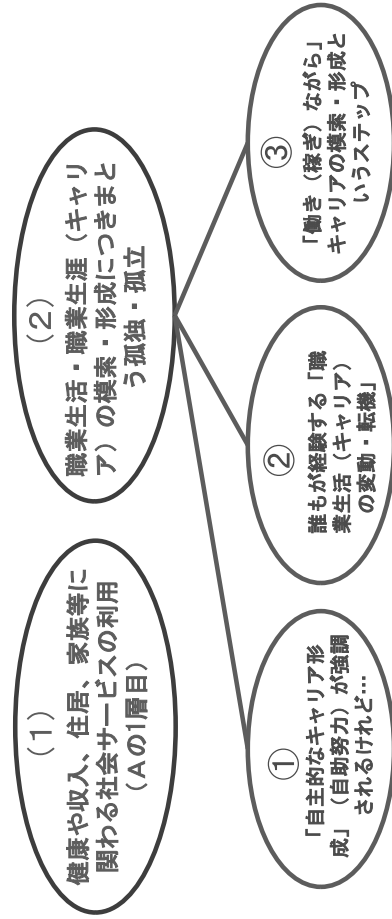 （１）
健康や収入、住居、家族等に
関わる社会サービスの利用
（Ａの1層目）
（２）
職業生活・職業生涯（キャリ
ア）の模索・形成につきまと
う孤独・孤立
①
「自主的なキャリア形
成」（自助努力）が強調
されるけれど…
②
誰もが経験する「職
業生活（キャリア）
の変動・転機」
③
「働き（稼ぎ）ながら」
キャリアの模索・形成と
いうステップ